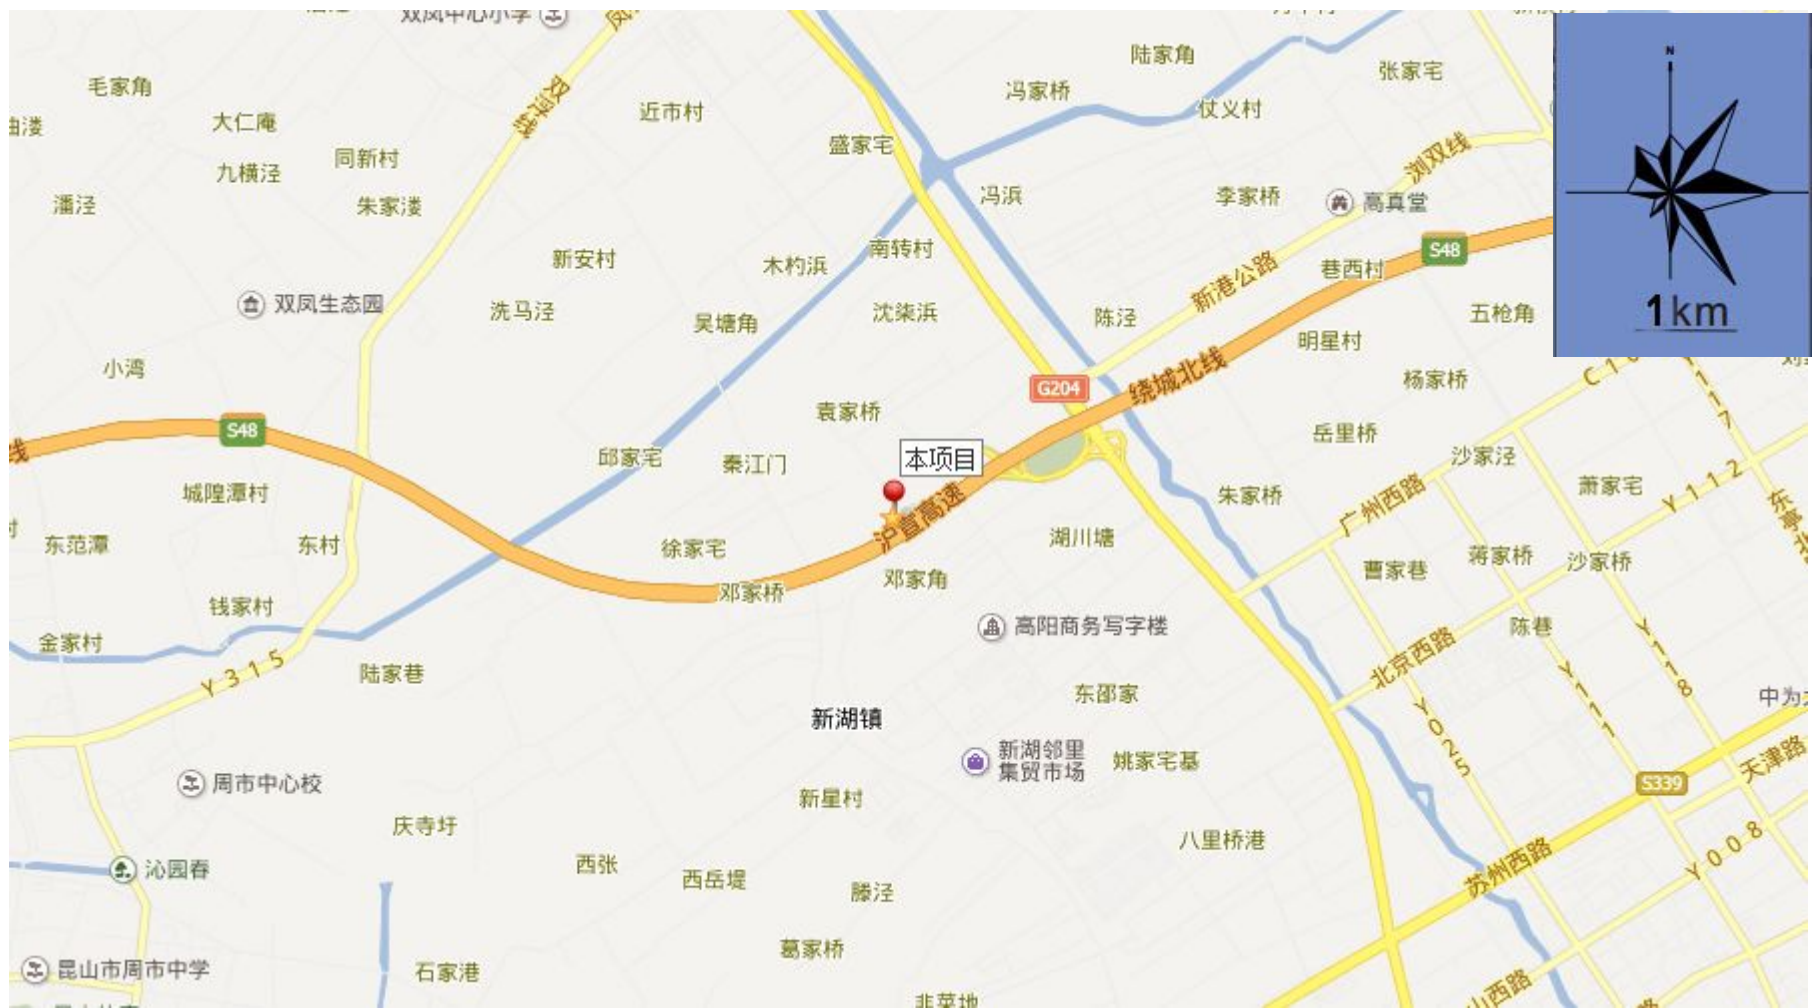 双凤中心小学
陆家角
张家宅
毛家角
冯家桥
双浮线
近市村
仗义村
大仁庵
盛家宅
同新村
浏双线
九横泾
冯浜
李家桥
高真堂
潘泾
朱家溇
南转村
S48
新安村
木杓浜
巷西村
新港公路
双凤生态园
洗马泾
吴塘角
沈柒浜
陈泾
五枪角
N
1km
明星村
小湾
绕城北线
杨家桥
G204
袁家桥
S48
岳里桥
邱家宅
秦江门
本项目
沙家泾
城隍潭村
朱家桥
广州西路
萧家宅
Y112
沪宜高速
东范潭
东村
徐家宅
湖川塘
蒋家桥
沙家桥
曹家巷
邓家角
邓家桥
钱家村
高阳商务写字楼
陈巷
金家村
北京西路
Y315
陆家巷
东邵家
Y118
Y111
新湖镇
Y025
新湖邻里
集贸市场
姚家宅基
天津路
周市中心校
S339
新星村
庆寺圩
八里桥港
Y008
沁园春
西张
西岳堤
滕泾
苏州西路
葛家桥
昆山市周市中学
石家港
韭菜地